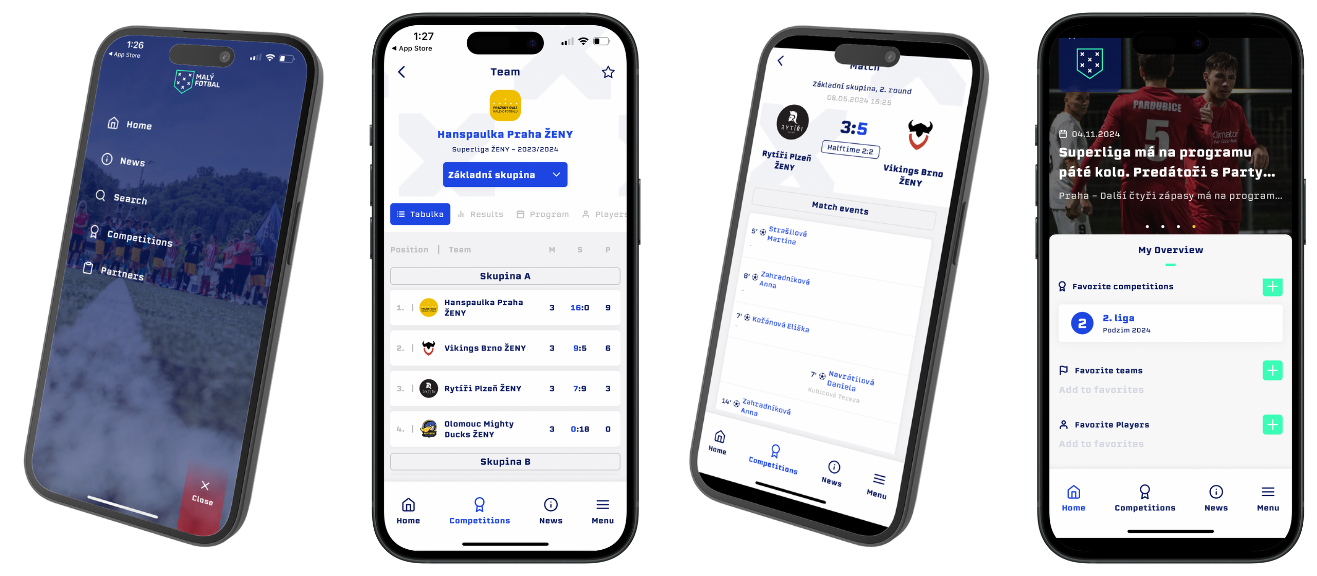 1:26
App Store
MALÝ
FOTBAL
Home
News
Search
Competitions
Partners
Close
1:27
App Store
Team
Hanspaulka Praha ŽENY
Superliga ŽENY - 2023/2024
Základní skupina
Tabulka Results Program Players
Position | Team M S P
Skupina A
1. | Hanspaulka Praha
ŽENY 3 16:0 9
2. | Vikings Brno ŽENY 3 9:5 6
3. | Rytíři Plzeň ŽENY 3 7:9 3
4. | Olomouc Mighty
Ducks ŽENY 3 0:18 0
Skupina B
Home Competitions News Menu
Match
Základní skupina, 2. round
09.05.2024 18:25
RYTÍŘI
3:5
Halftime 2:2
Rytíři Plzeň
ŽENY
Vikings Brno
ŽENY
Match events
5' Strašilová
Martina
6' Zahradníková
Anna
7' Kořánová Eliška
7' Navrátilová
Daniela
Kubínová Tereza
14' Zahradníková
Anna
Home Competitions News Menu
PARDUBICE
5
04.11.2024
Superliga má na programu
páté kolo. Predátoři s Party...
Praha – Další čtyři zápasy má na program...
My Overview
Favorite competitions
2 2. liga
Podzim 2024
Favorite teams
Add to favorites
Favorite Players
Add to favorites
Home Competitions News Menu